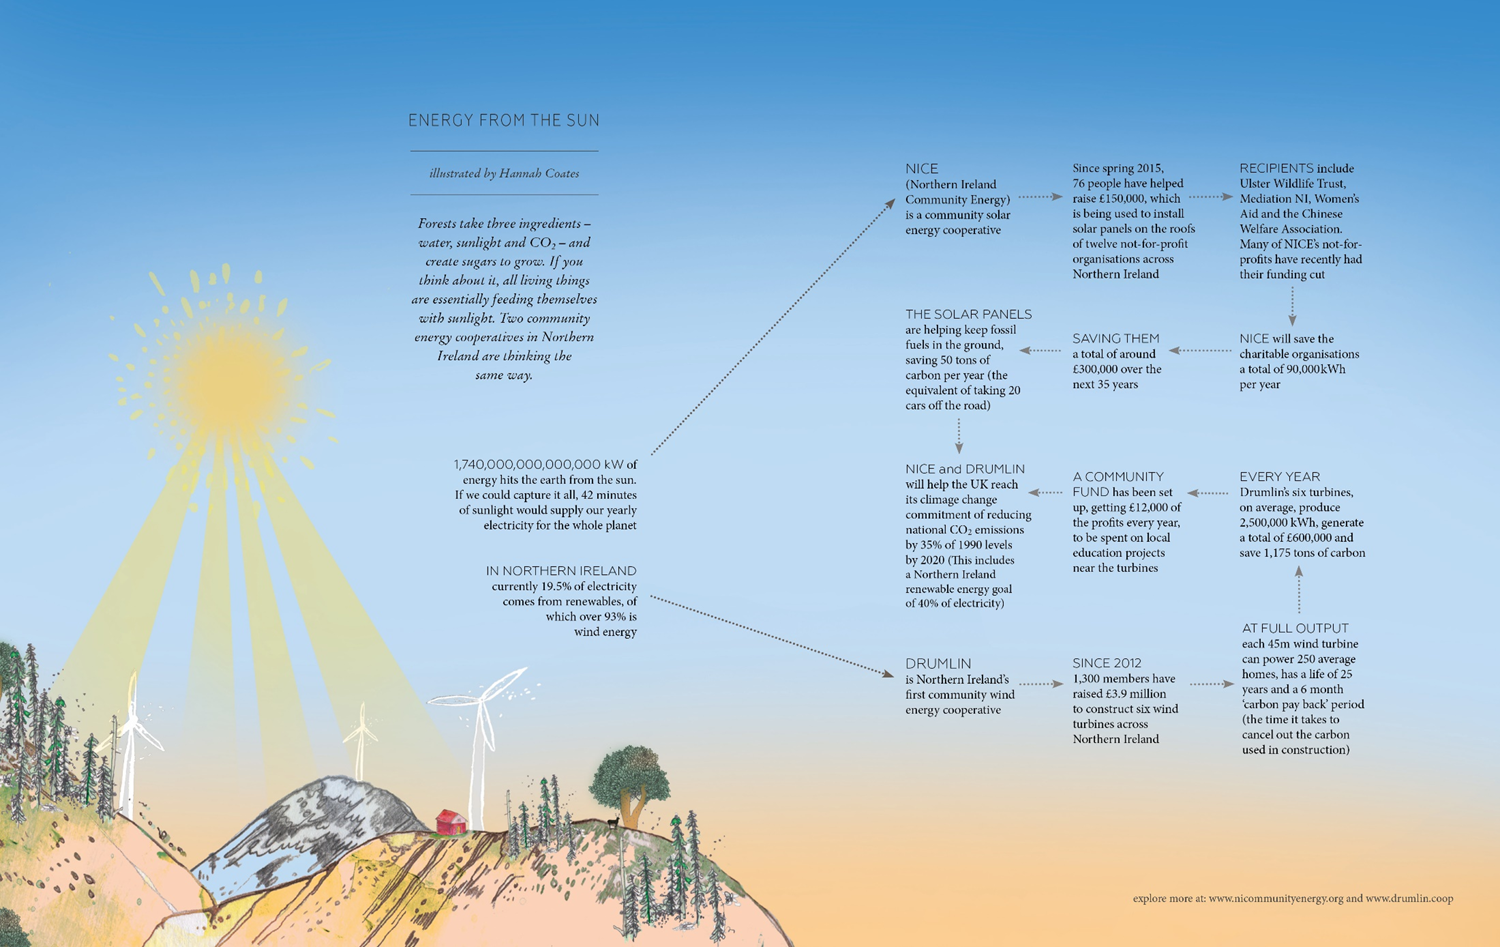 ENERGY FROM THE SUN
illustrated by Hannah Coates
Forests take three ingredients –
water, sunlight and CO₂ – and
create sugars to grow. If you
think about it, all living things
are essentially feeding themselves
with sunlight. Two community
energy cooperatives in Northern
Ireland are thinking the
same way.
1,740,000,000,000,000 kW of
energy hits the earth from the sun.
If we could capture it all, 42 minutes
of sunlight would supply our yearly
electricity for the whole planet
IN NORTHERN IRELAND
currently 19.5% of electricity
comes from renewables, of
which over 93% is
wind energy
NICE
(Northern Ireland
Community Energy)
is a community solar
energy cooperative
Since spring 2015,
76 people have helped
raise £150,000, which
is being used to install
solar panels on the roofs
of twelve not-for-profit
organisations across
Northern Ireland
RECIPIENTS include
Ulster Wildlife Trust,
Mediation NI, Women's
Aid and the Chinese
Welfare Association.
Many of NICE's not-for-
profits have recently had
their funding cut
NICE will save the
charitable organisations
a total of 90,000kWh
per year
SAVING THEM
a total of around
£300,000 over the
next 35 years
THE SOLAR PANELS
are helping keep fossil
fuels in the ground,
saving 50 tons of
carbon per year (the
equivalent of taking 20
cars off the road)
NICE and DRUMLIN
will help the UK reach
its climate change
commitment of reducing
national CO₂ emissions
by 35% of 1990 levels
by 2020 (This includes
a Northern Ireland
renewable energy goal
of 40% of electricity)
A COMMUNITY
FUND has been set
up, getting £12,000 of
the profits every year,
to be spent on local
education projects
near the turbines
EVERY YEAR
Drumlin's six turbines,
on average, produce
2,500,000 kWh, generate
a total of £600,000 and
save 1,175 tons of carbon
DRUMLIN
is Northern Ireland's
first community wind
energy cooperative
SINCE 2012
1,300 members have
raised £3.9 million
to construct six wind
turbines across
Northern Ireland
AT FULL OUTPUT
each 45m wind turbine
can power 250 average
homes, has a life of 25
years and a 6 month
'carbon pay back' period
(the time it takes to
cancel out the carbon
used in construction)
explore more at: www.nicommunityenergy.org and www.drumlin.coop